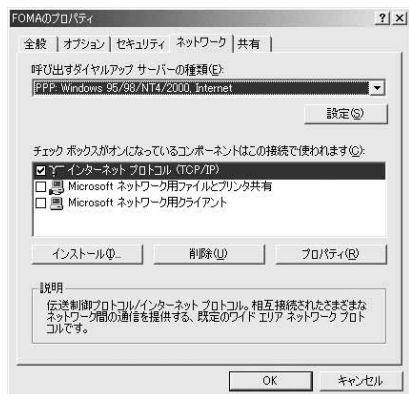 FOMAのプロパティ
全般 オプション セキュリティ ネットワーク 共有
呼び出すダイヤルアップ サーバーの種類(E):
PPP: Windows 95/98/NT4/2000, Internet
設定(S)
チェック ボックスがオンになっているコンポーネントはこの接続で使われます(C):
インターネット プロトコル (TCP/IP)
Microsoft ネットワーク用ファイルとプリンタ共有
Microsoft ネットワーク用クライアント
インストール(I)... 削除(U) プロパティ(R)
説明
伝送制御プロトコル/インターネット プロトコル。相互接続されたさまざまな
ネットワーク間の通信を提供する、既定のワイド エリア ネットワーク プロト
コルです。
OK キャンセル